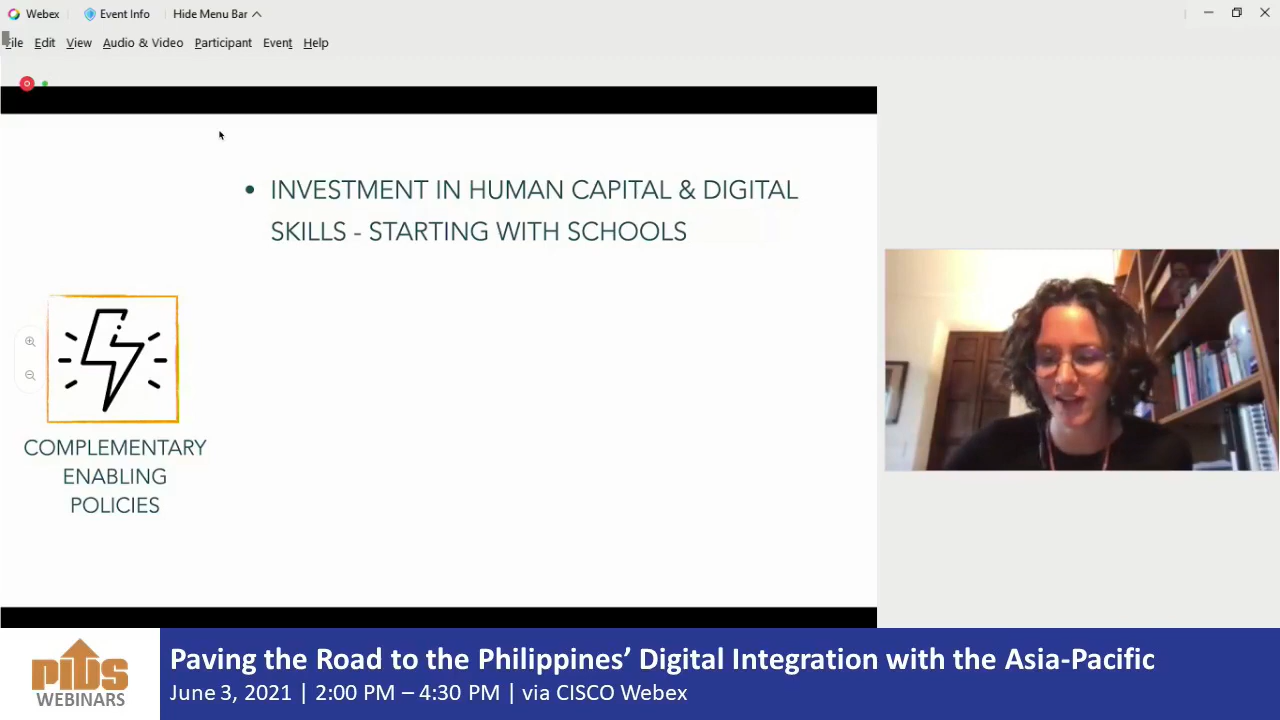 Webex Event Info Hide Menu Bar
File Edit View Audio & Video Participant Event Help
• INVESTMENT IN HUMAN CAPITAL & DIGITAL
SKILLS - STARTING WITH SCHOOLS
COMPLEMENTARY
ENABLING
POLICIES
PIDS
WEBINARS
Paving the Road to the Philippines’ Digital Integration with the Asia-Pacific
June 3, 2021 | 2:00 PM – 4:30 PM | via CISCO Webex